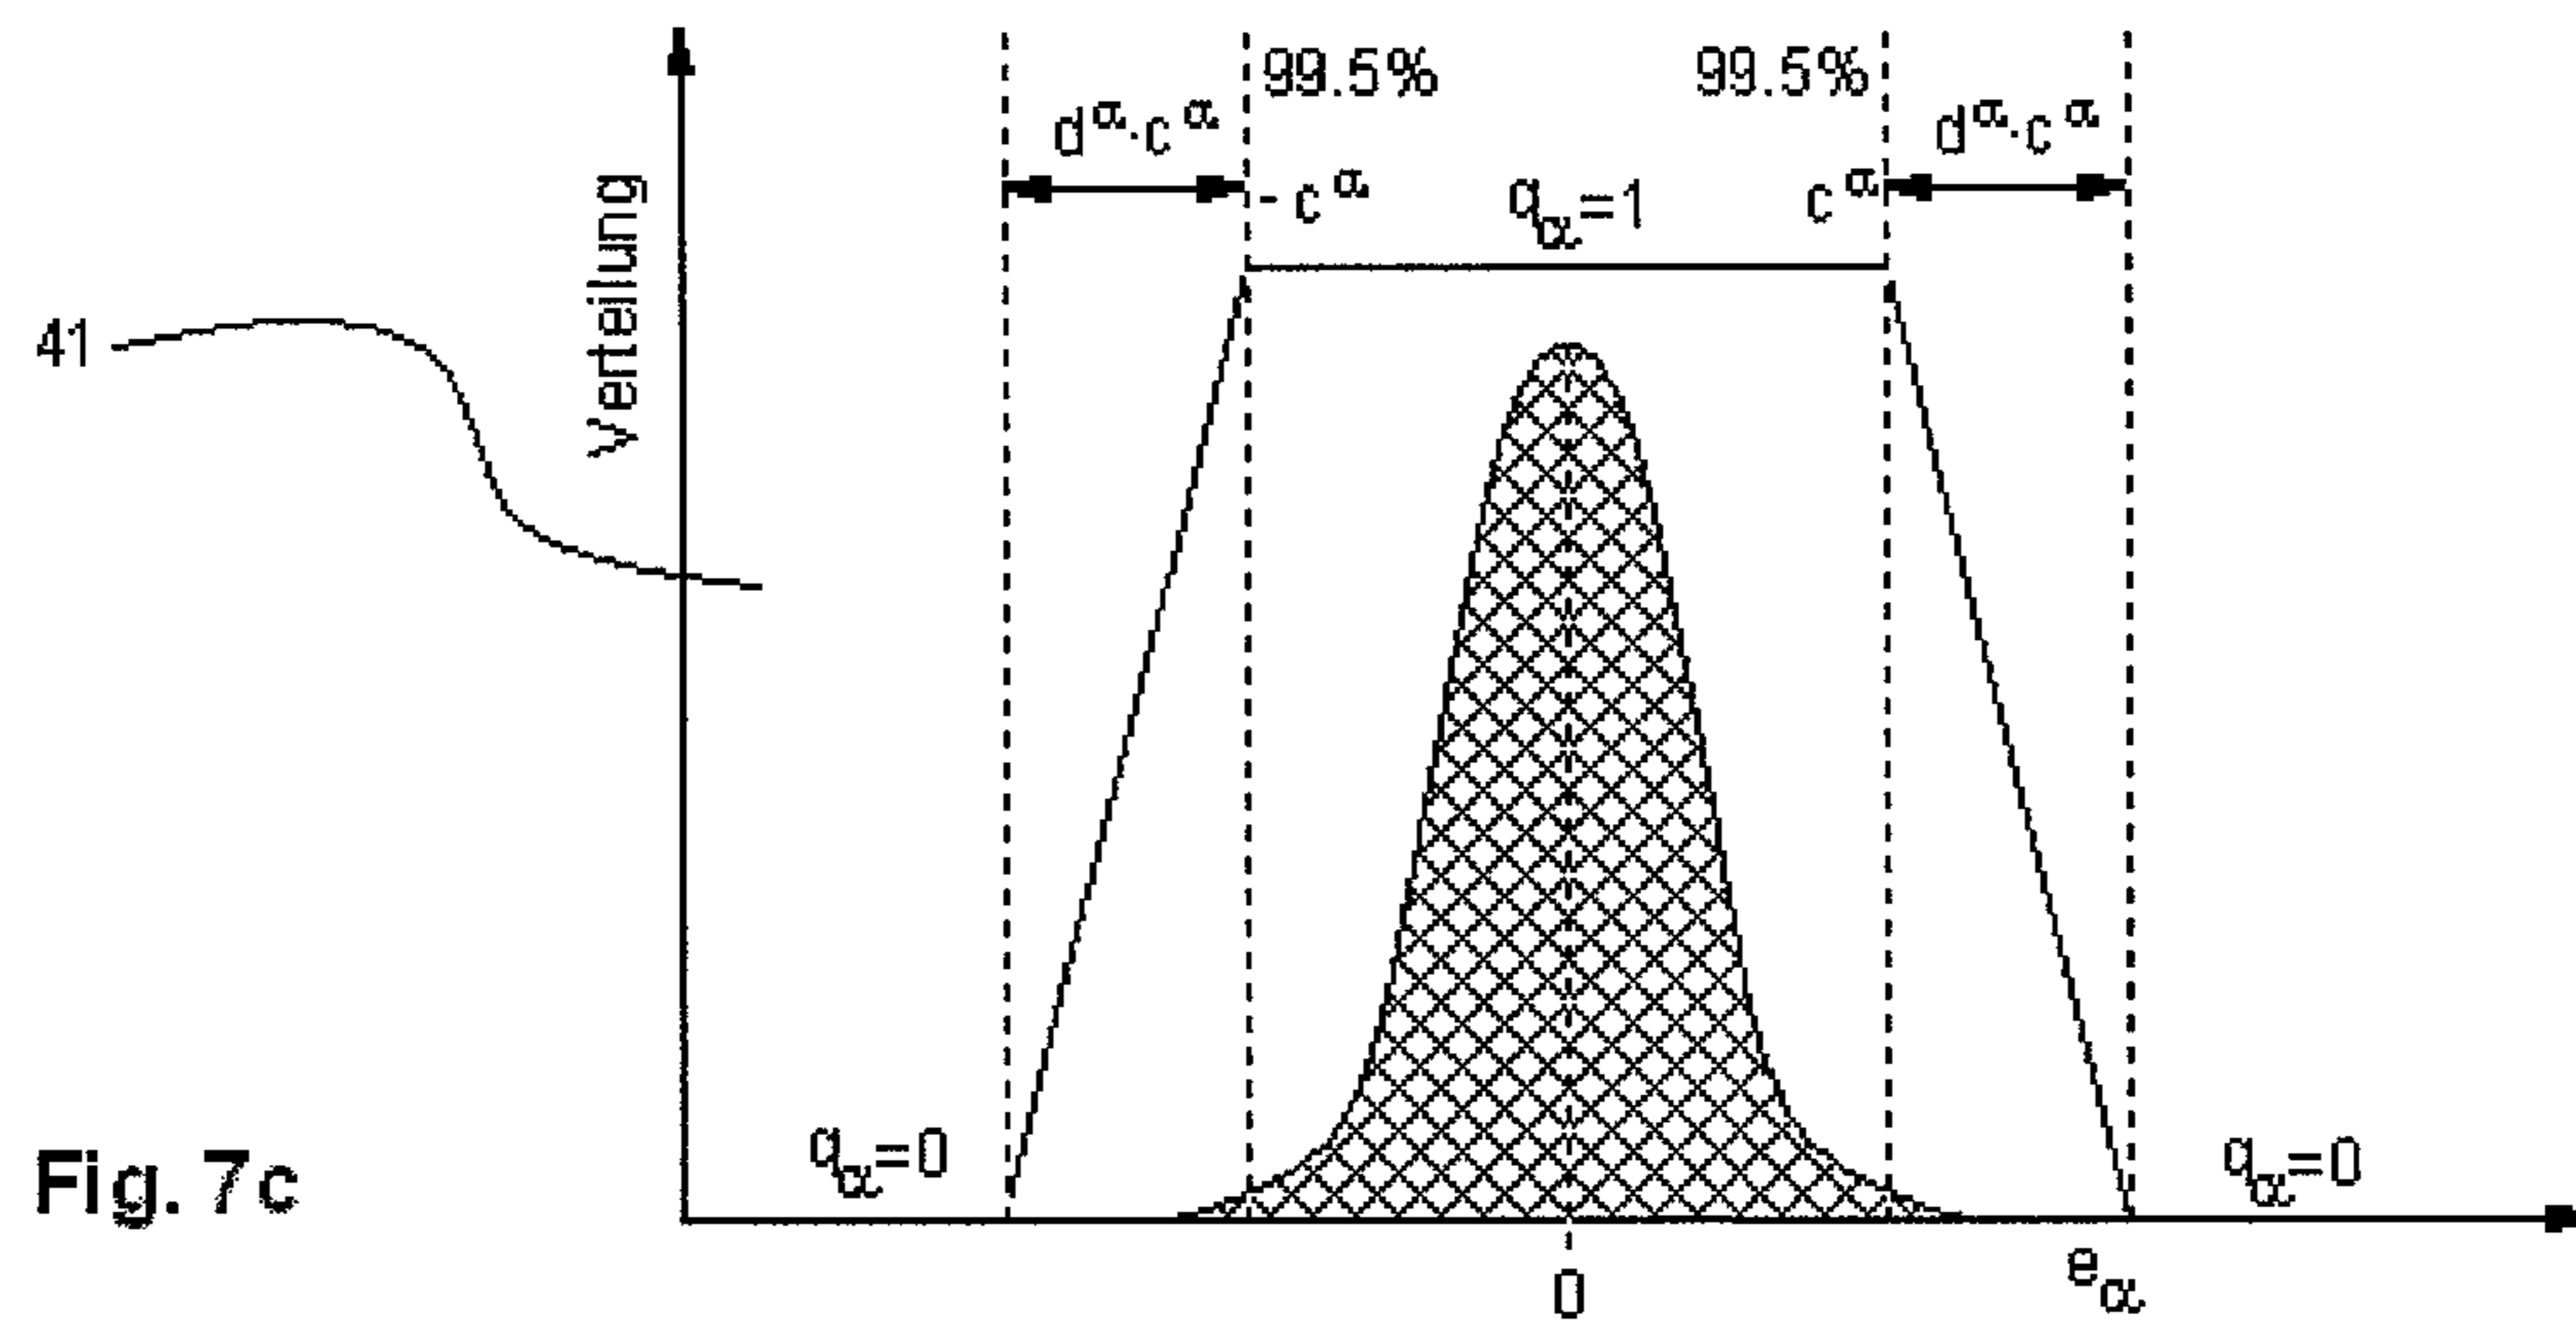 99.5% 99.5%
d^α·c^α d^α·c^α
-c^α q_α=1 c^α
Verteilung
41
q_α=0 q_α=0
Fig. 7c
e_α
0